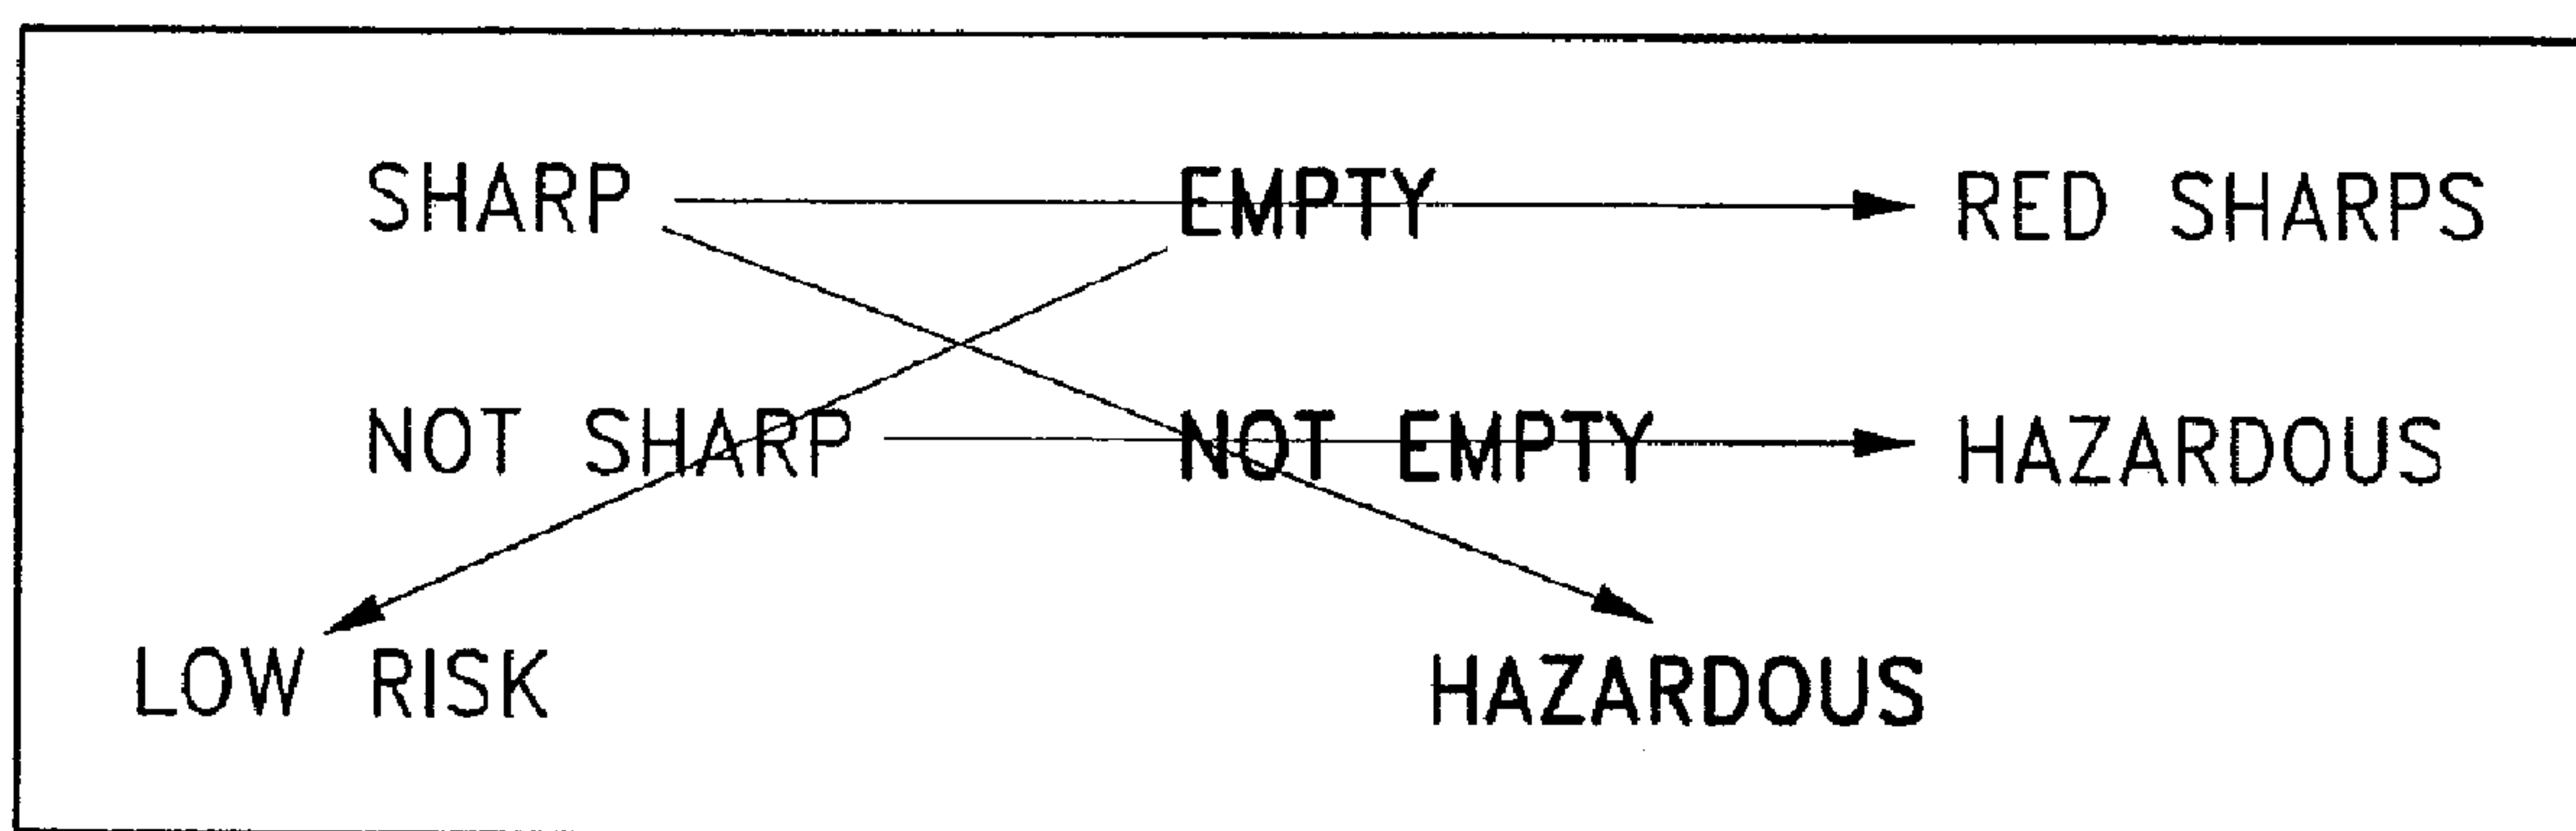 SHARP EMPTY RED SHARPS
NOT SHARP NOT EMPTY HAZARDOUS
LOW RISK HAZARDOUS